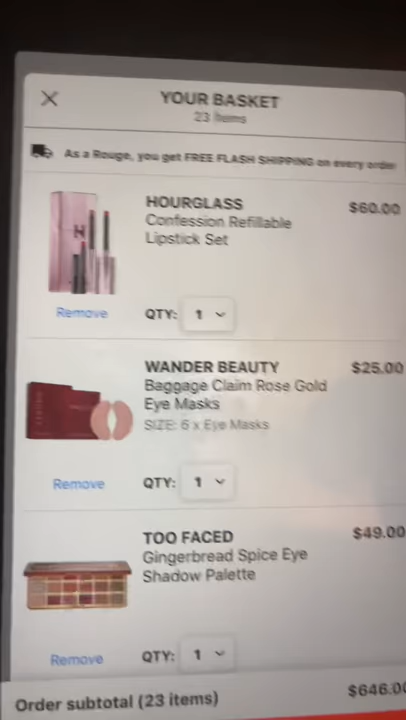 YOUR BASKET
23 Items
As a Rouge, you get FREE FLASH SHIPPING on every order
HOURGLASS $60.00
Confession Refillable
Lipstick Set
Remove QTY: 1
WANDER BEAUTY $25.00
Baggage Claim Rose Gold
Eye Masks
SIZE: 6 x Eye Masks
Remove QTY: 1
TOO FACED $49.00
Gingerbread Spice Eye
Shadow Palette
Remove QTY: 1
Order subtotal (23 items) $646.00